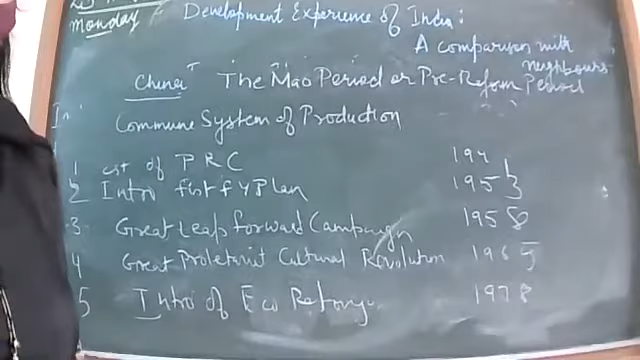 Monday Development Experience of India:
A comparison with
neighbours
China The Mao Period or Pre-Reform Period
Commune System of Production
1 est of PRC 194
2 Intro fist f y Plan 1953
3 Great Leap forward Campaign 1958
4 Great Proletariat Cultural Revolution 1965
5 Intro of Eco Reforms 1978